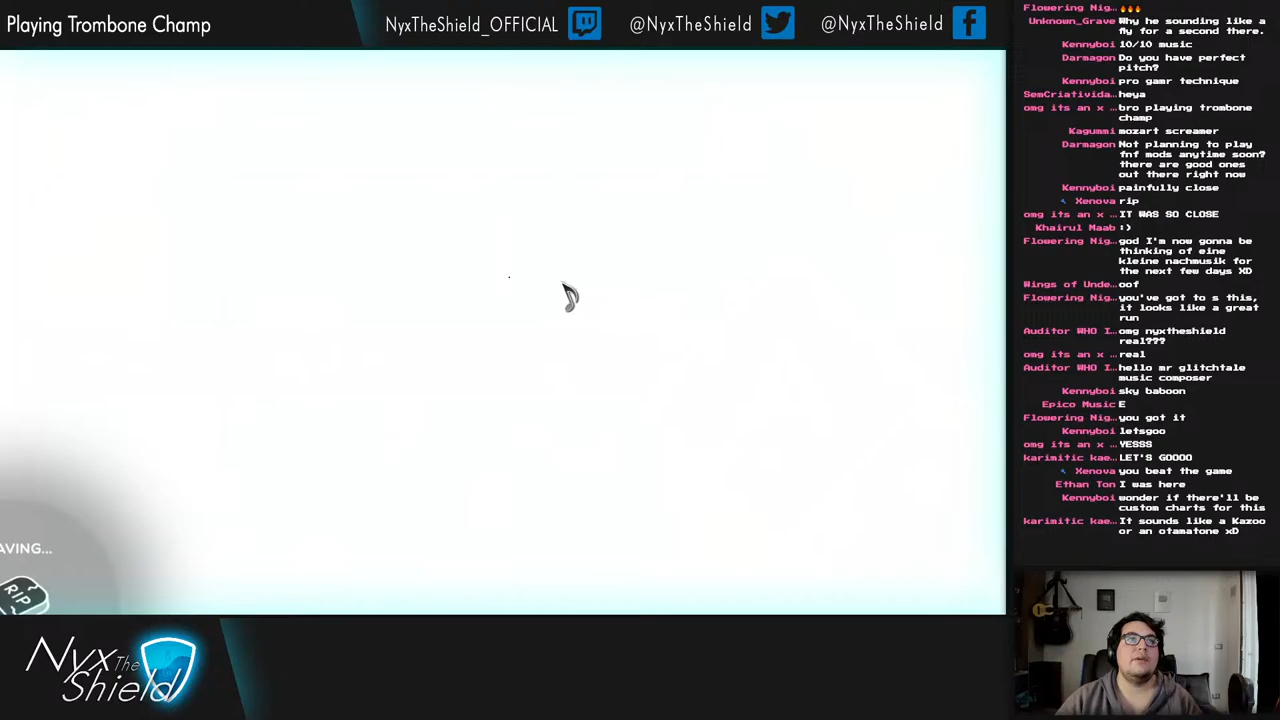 Playing Trombone Champ
NyxTheShield_OFFICIAL
@NyxTheShield
@NyxTheShield
Flowering Nig…
Unknown_Grave Why he sounding like a
fly for a second there.
Kennyboi 10/10 music
Darmagon Do you have perfect
pitch?
Kennyboi pro gamr technique
SemCriativida… heya
omg its an x … bro playing trombone
champ
Kagummi mozart screamer
Darmagon Not planning to play
fnf mods anytime soon?
there are good ones
out there right now
Kennyboi painfully close
Xenova rip
omg its an x … IT WAS SO CLOSE
Khairul Maab :)
Flowering Nig… god I'm now gonna be
thinking of eine
kleine nachmusik for
the next few days XD
Wings of Unde… oof
Flowering Nig… you've got to s this,
it looks like a great
run
Auditor WHO I… omg nyxtheshield
real???
omg its an x … real
Auditor WHO I… hello mr glitchtale
music composer
Kennyboi sky baboon
Epico Music E
Flowering Nig… you got it
Kennyboi letsgoo
omg its an x … YESSS
karimitic kae… LET'S GOOOO
Xenova you beat the game
Ethan Ton I was here
Kennyboi wonder if there'll be
custom charts for this
karimitic kae… It sounds like a Kazoo
or an otamatone xD
AVING...
RIP
Nyx The
Shield